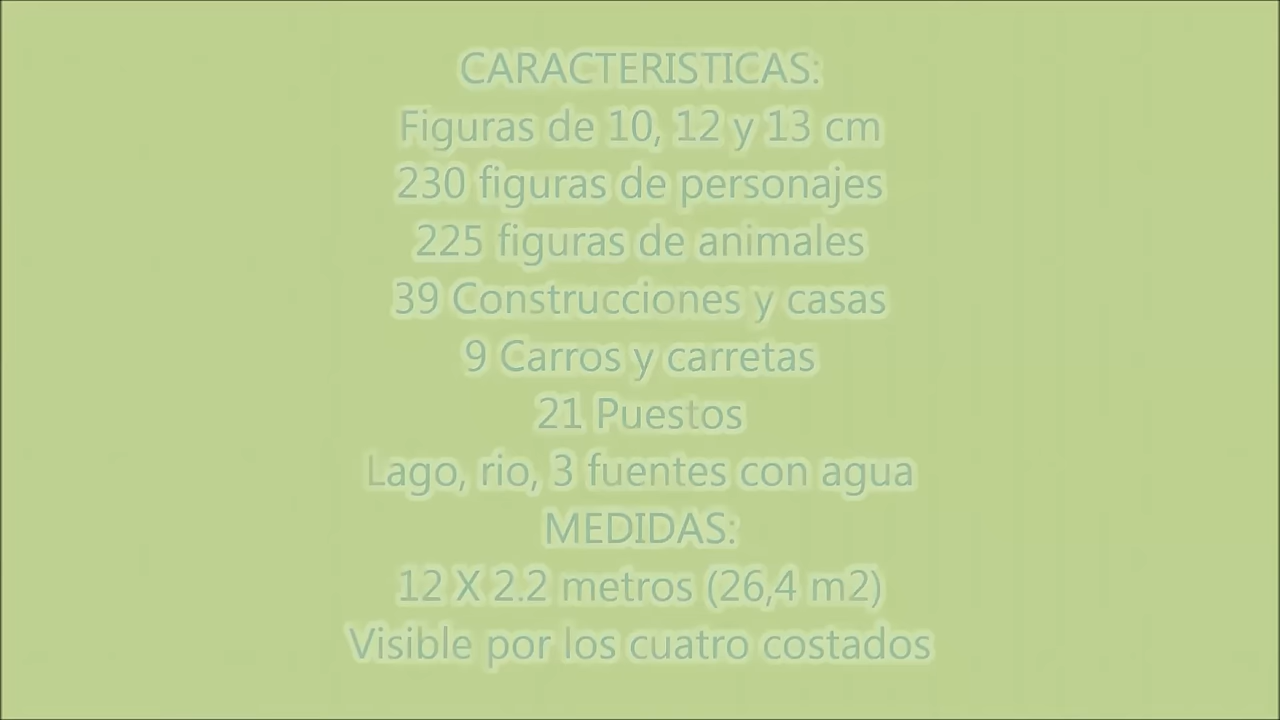 CARACTERISTICAS:
Figuras de 10, 12 y 13 cm
230 figuras de personajes
225 figuras de animales
39 Construcciones y casas
9 Carros y carretas
21 Puestos
Lago, rio, 3 fuentes con agua
MEDIDAS:
12 X 2.2 metros (26,4 m2)
Visible por los cuatro costados